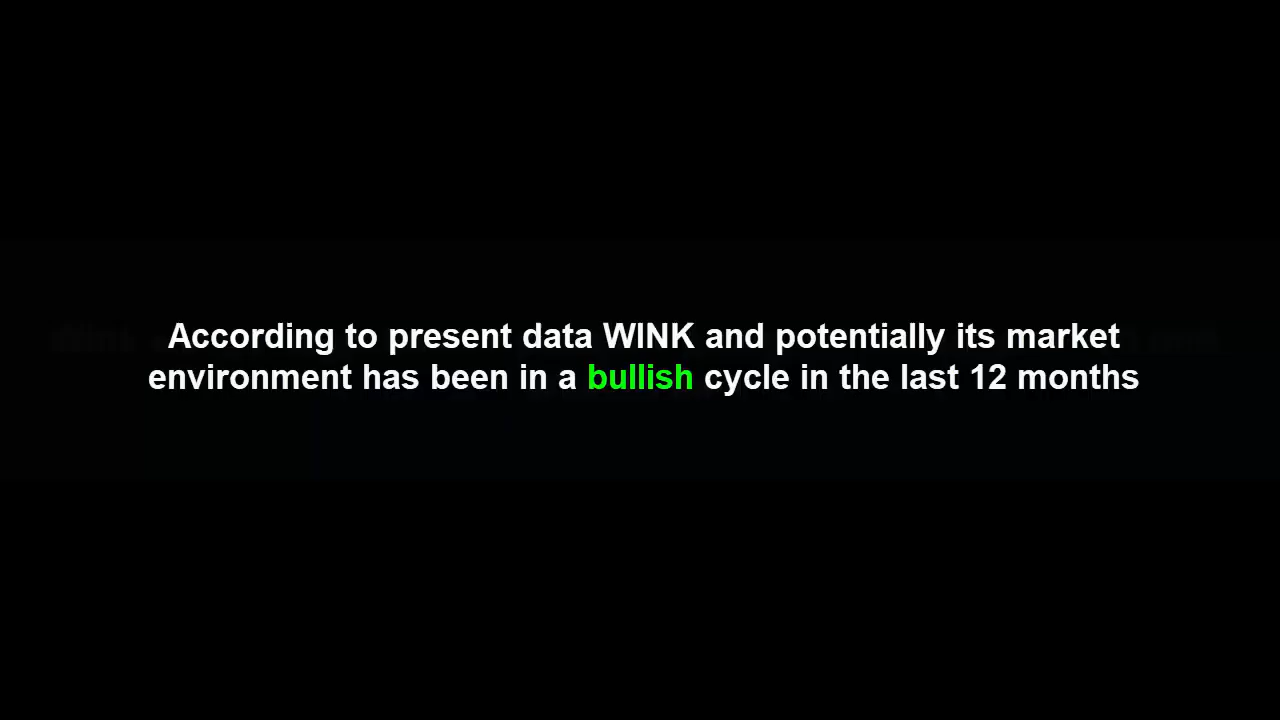 According to present data WINK and potentially its market
environment has been in a bullish cycle in the last 12 months